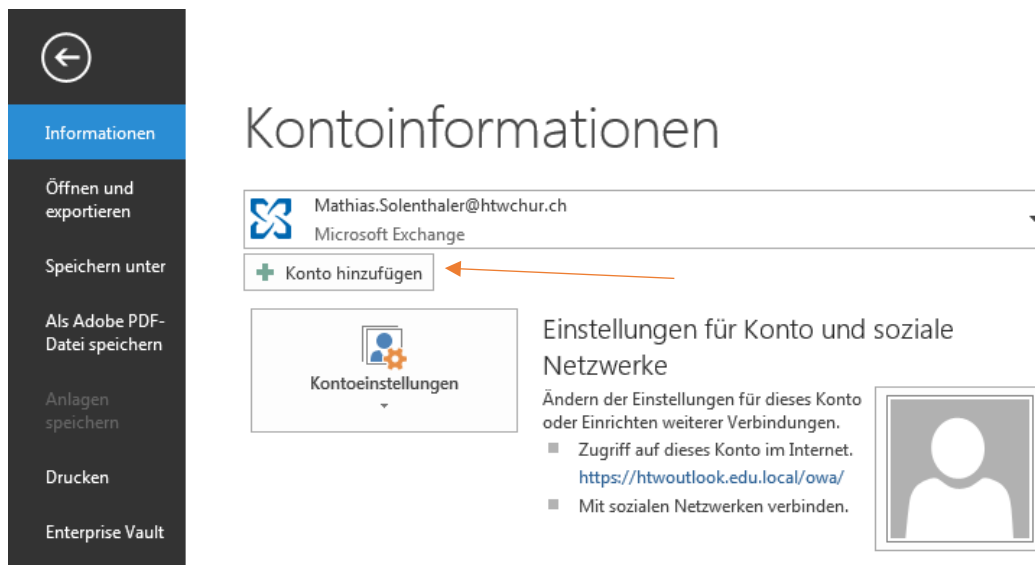 Informationen
Öffnen und
exportieren
Speichern unter
Als Adobe PDF-
Datei speichern
Anlagen
speichern
Drucken
Enterprise Vault
Kontoinformationen
Mathias.Solenthaler@htwchur.ch
Microsoft Exchange
Konto hinzufügen
Kontoeinstellungen
Einstellungen für Konto und soziale
Netzwerke
Ändern der Einstellungen für dieses Konto
oder Einrichten weiterer Verbindungen.
Zugriff auf dieses Konto im Internet.
https://htwoutlook.edu.local/owa/
Mit sozialen Netzwerken verbinden.